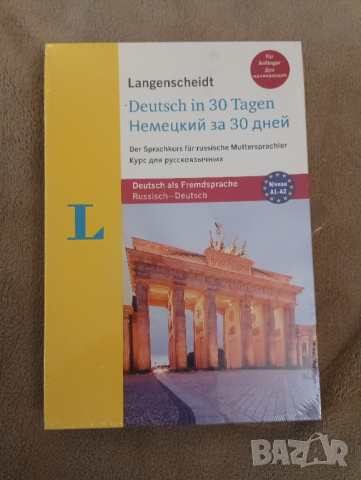 Für
Anfänger
Для
начинающих
Langenscheidt
Deutsch in 30 Tagen
Немецкий за 30 дней
Der Sprachkurs für russische Muttersprachler
Курс для русскоязычных
Deutsch als Fremdsprache
Russisch–Deutsch
Niveau
A1-A2
L
BAZAR